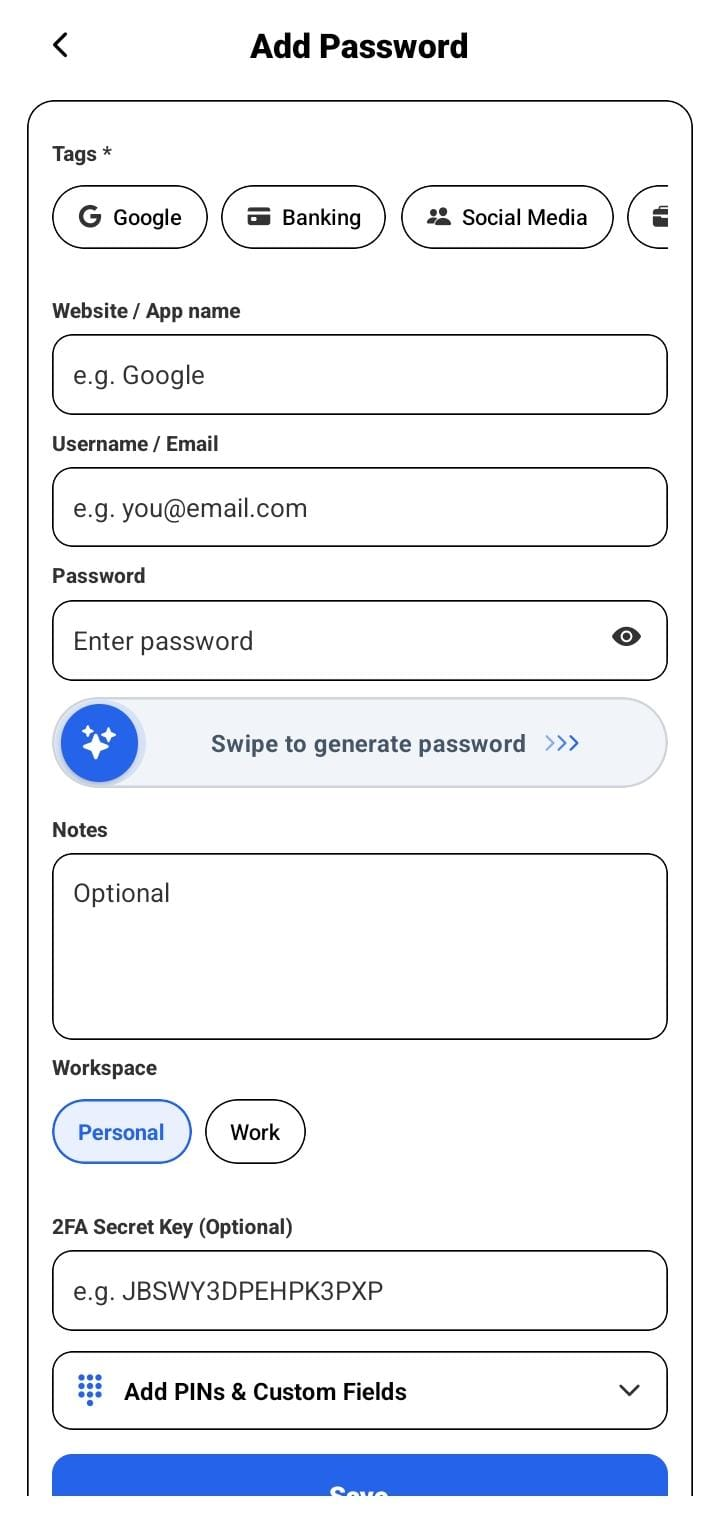 Add Password
Tags *
Google
Banking
Social Media
Website / App name
e.g. Google
Username / Email
e.g. you@email.com
Password
Enter password
Swipe to generate password
Notes
Optional
Workspace
Personal
Work
2FA Secret Key (Optional)
e.g. JBSWY3DPEHPK3PXP
Add PINs & Custom Fields
Save